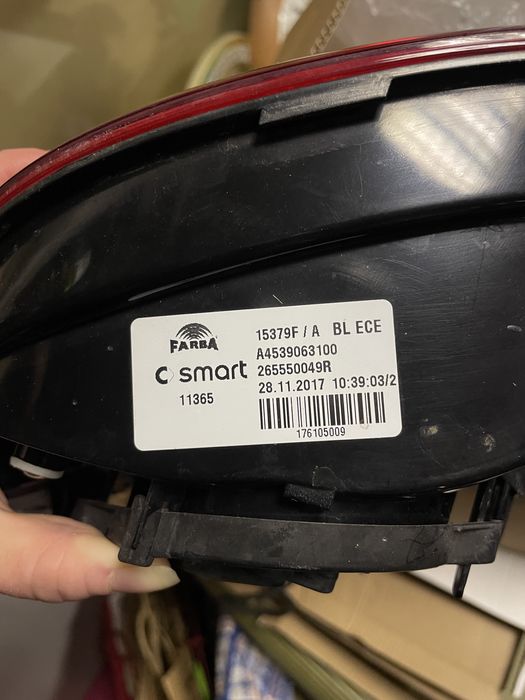 15379F / A BL ECE
FARBA
A4539063100
smart
265550049R
11365
28.11.2017 10:39:03/2
176105009